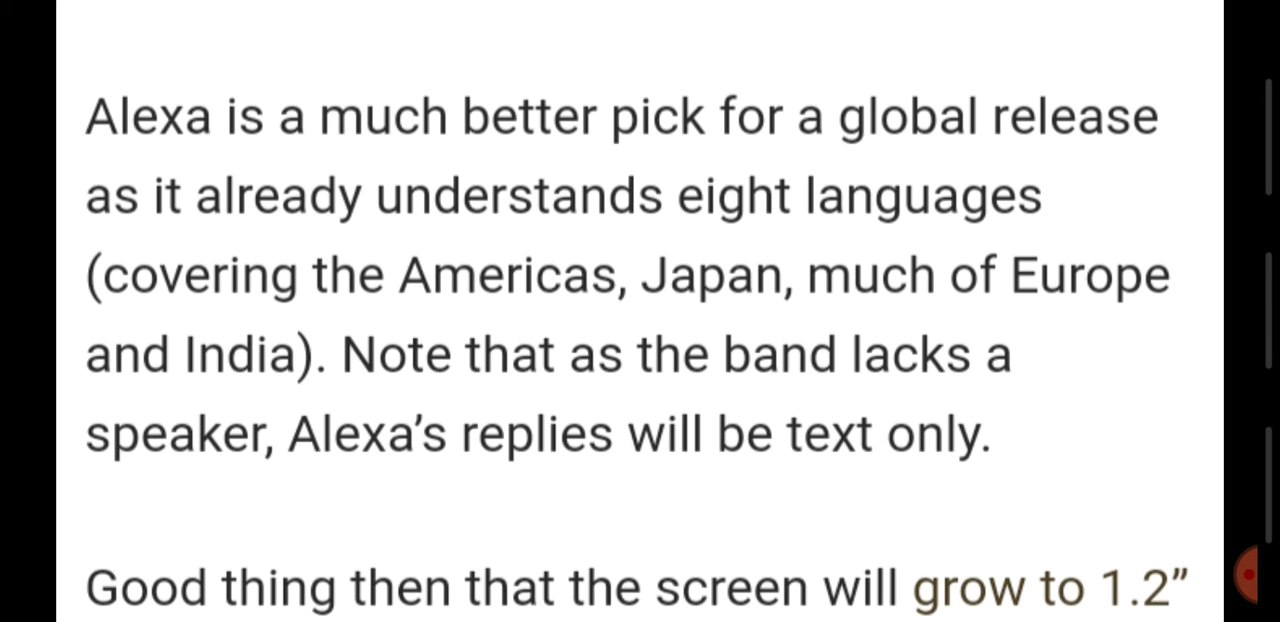 Alexa is a much better pick for a global release
as it already understands eight languages
(covering the Americas, Japan, much of Europe
and India). Note that as the band lacks a
speaker, Alexa’s replies will be text only.
Good thing then that the screen will grow to 1.2”